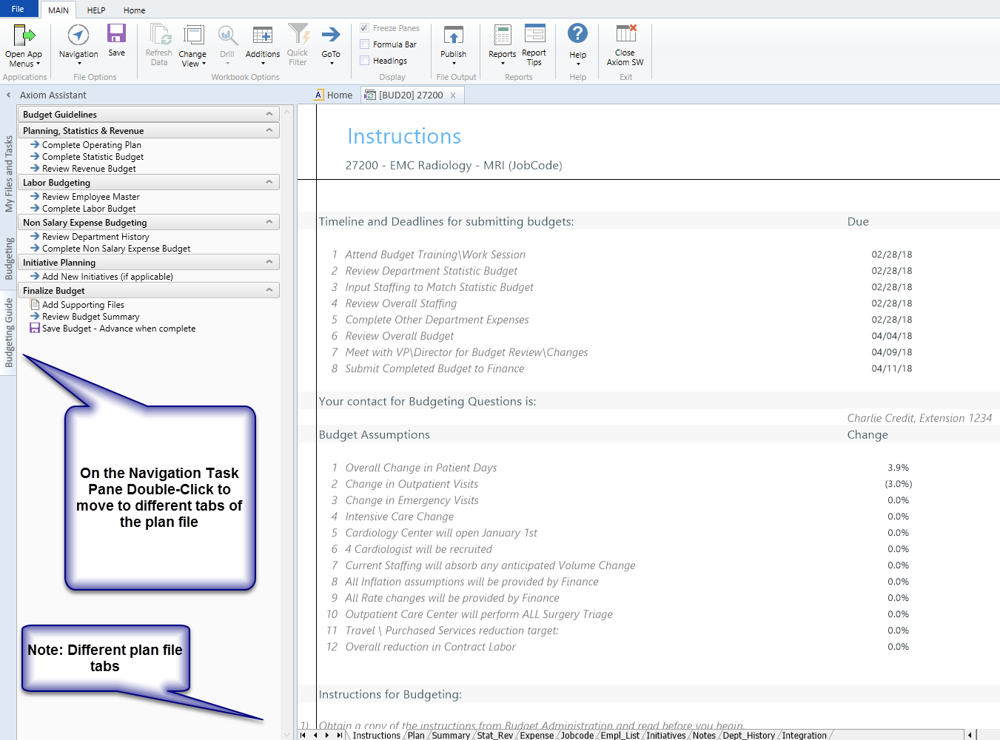 File
MAIN
HELP
Home
Open App
Menus
Navigation
Save
Refresh
Data
Change
View
Drill
Additions
Quick
Filter
GoTo
Freeze Panes
Formula Bar
Headings
Publish
Reports
Report
Tips
Help
Close
Axiom SW
Applications
File Options
Workbook Options
Display
File Output
Reports
Help
Exit
Axiom Assistant
A Home
[BUD20] 27200 x
My Files and Tasks
Budgeting
Budgeting Guide
Budget Guidelines
Planning, Statistics & Revenue
Complete Operating Plan
Complete Statistic Budget
Review Revenue Budget
Labor Budgeting
Review Employee Master
Complete Labor Budget
Non Salary Expense Budgeting
Review Department History
Complete Non Salary Expense Budget
Initiative Planning
Add New Initiatives (if applicable)
Finalize Budget
Add Supporting Files
Review Budget Summary
Save Budget - Advance when complete
On the Navigation Task
Pane Double-Click to
move to different tabs of
the plan file
Note: Different plan file
tabs
Instructions
27200 - EMC Radiology - MRI (JobCode)
Timeline and Deadlines for submitting budgets: Due
1 Attend Budget Training\Work Session 02/28/18
2 Review Department Statistic Budget 02/28/18
3 Input Staffing to Match Statistic Budget 02/28/18
4 Review Overall Staffing 02/28/18
5 Complete Other Department Expenses 02/28/18
6 Review Overall Budget 04/04/18
7 Meet with VP\Director for Budget Review\Changes 04/09/18
8 Submit Completed Budget to Finance 04/11/18
Your contact for Budgeting Questions is:
Charlie Credit, Extension 1234
Budget Assumptions Change
1 Overall Change in Patient Days 3.9%
2 Change in Outpatient Visits (3.0%)
3 Change in Emergency Visits 0.0%
4 Intensive Care Change 0.0%
5 Cardiology Center will open January 1st 0.0%
6 4 Cardiologist will be recruited 0.0%
7 Current Staffing will absorb any anticipated Volume Change 0.0%
8 All Inflation assumptions will be provided by Finance 0.0%
9 All Rate changes will be provided by Finance 0.0%
10 Outpatient Care Center will perform ALL Surgery Triage 0.0%
11 Travel \ Purchased Services reduction target: 0.0%
12 Overall reduction in Contract Labor 0.0%
Instructions for Budgeting:
1) Obtain a copy of the instructions from Budget Administration and read before you begin.
Instructions Plan Summary Stat_Rev Expense Jobcode Empl_List Initiatives Notes Dept_History Integration